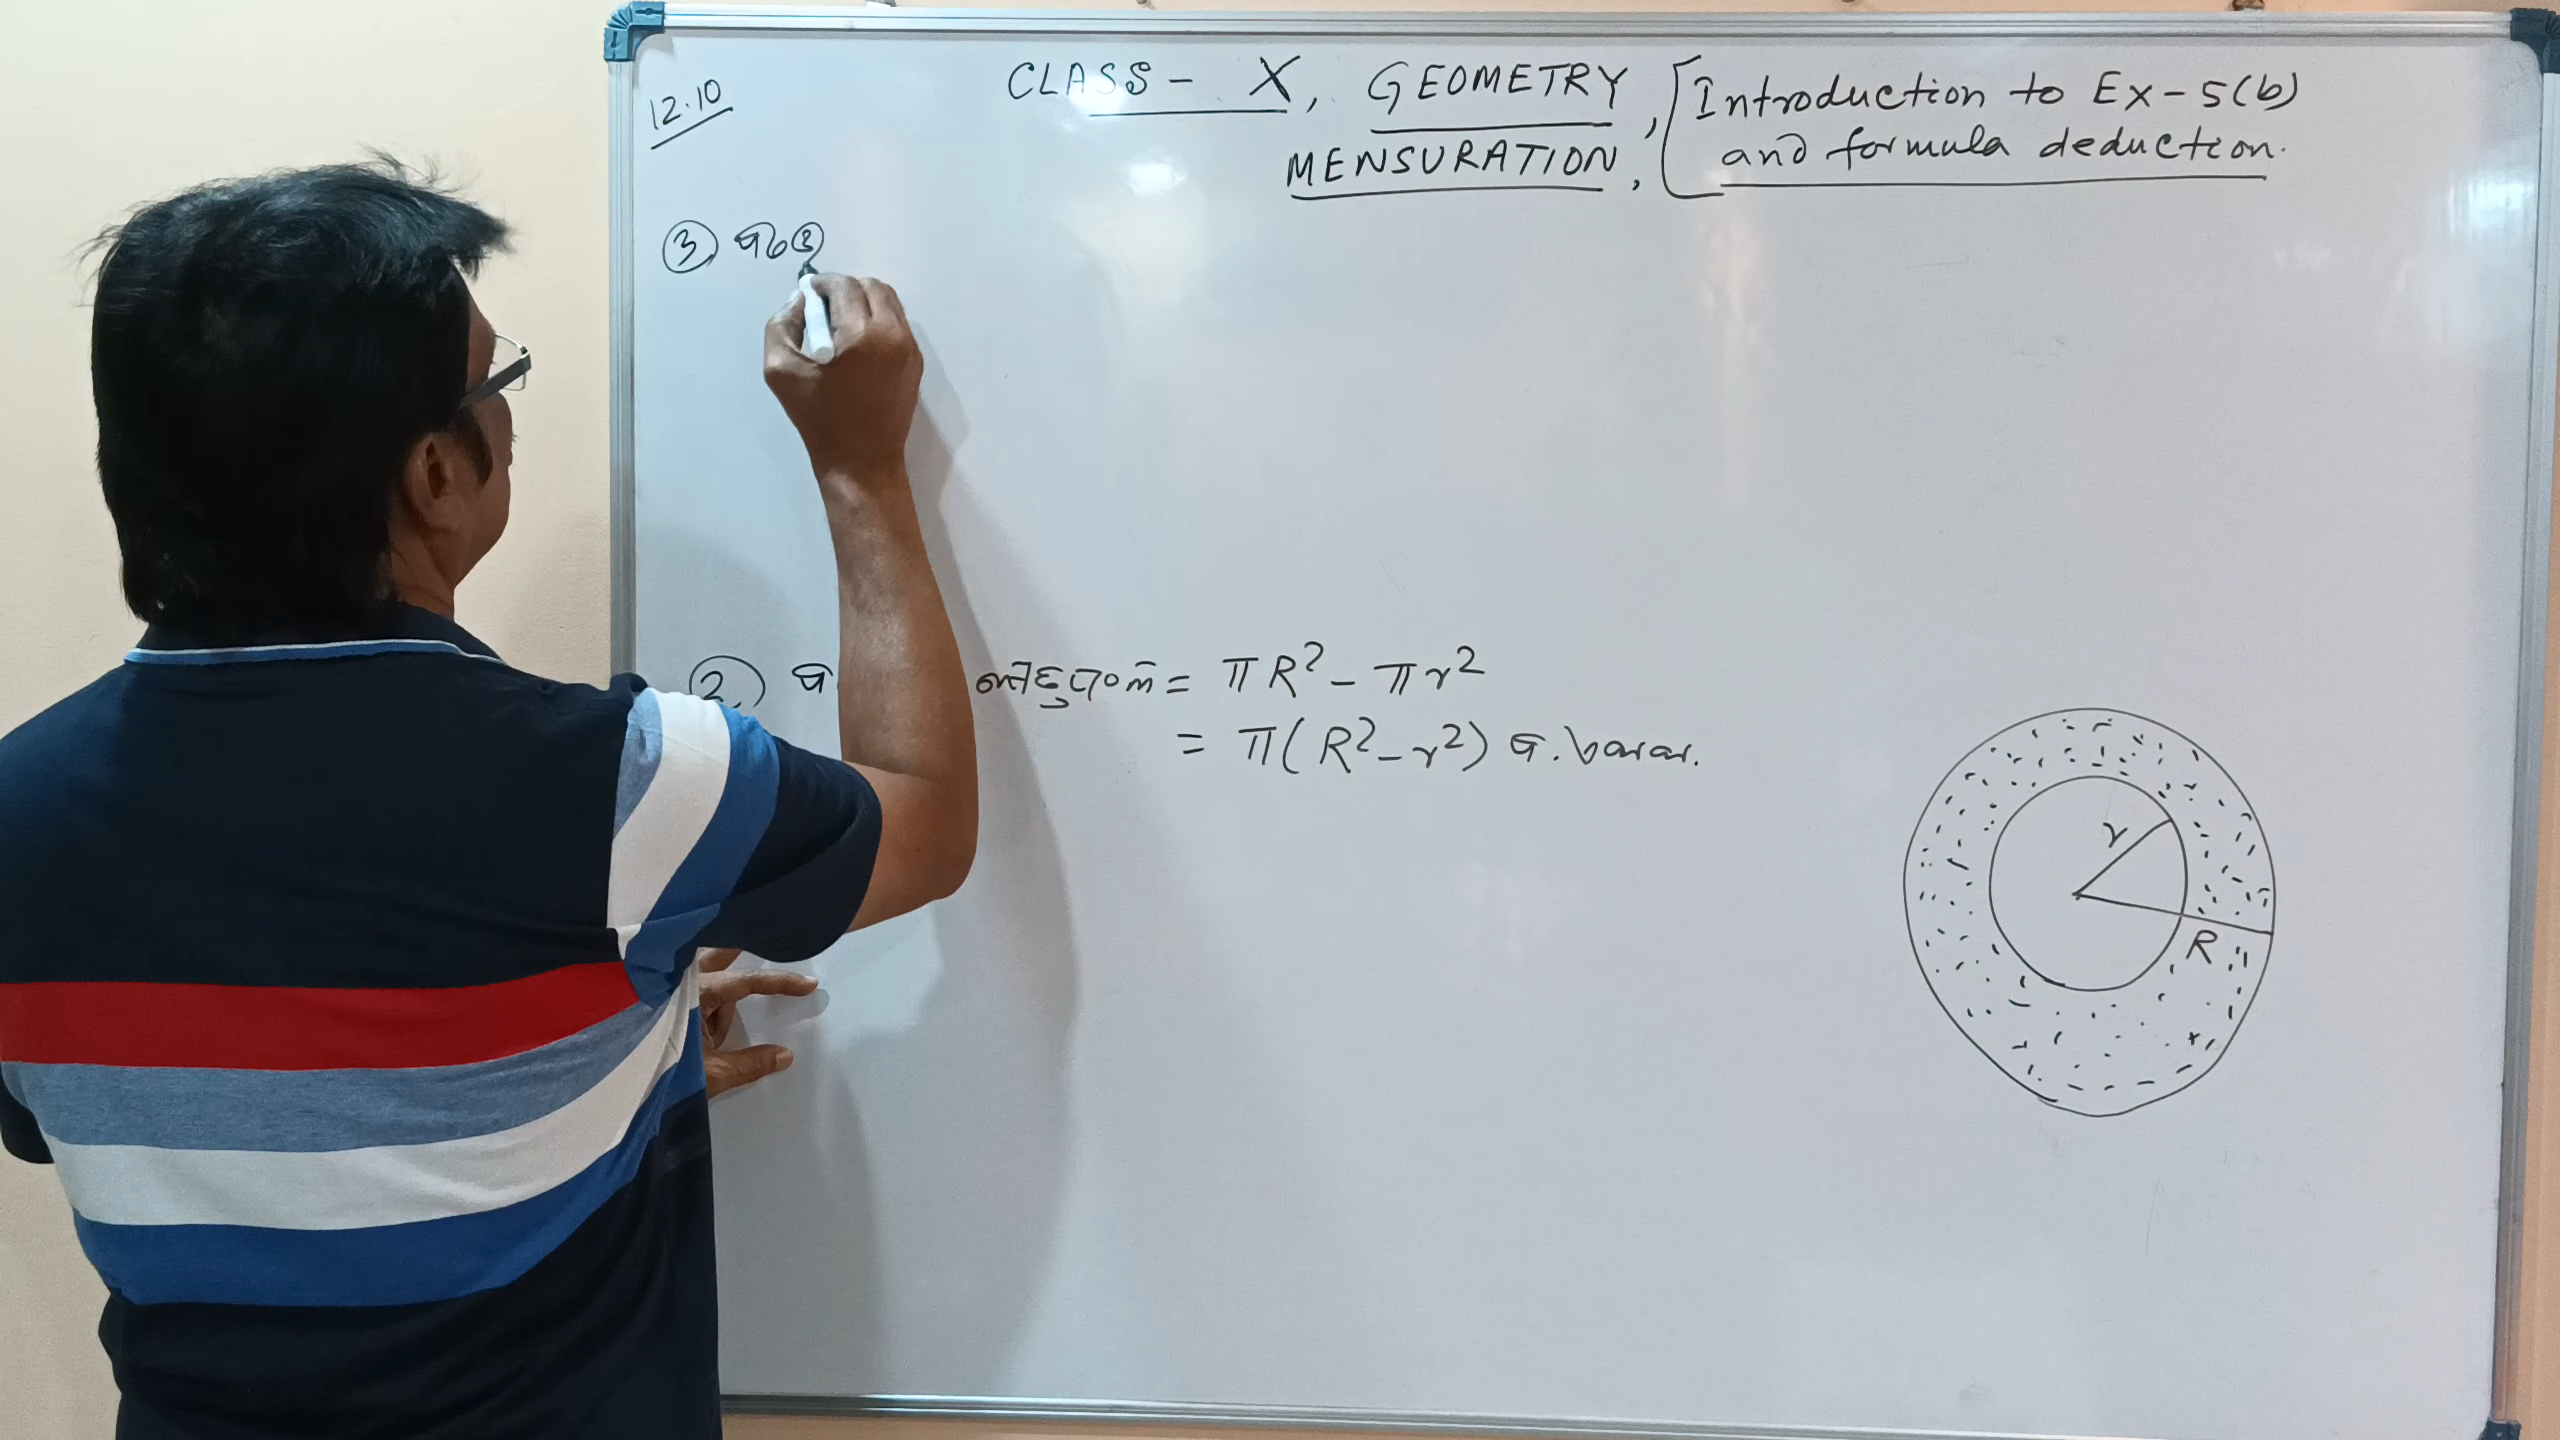 12.10
CLASS - X, GEOMETRY
MENSURATION, [Introduction to Ex-5(b)
and formula deduction.
③
② = πR² - πr²
= π(R² - r²) ବ.
r
R